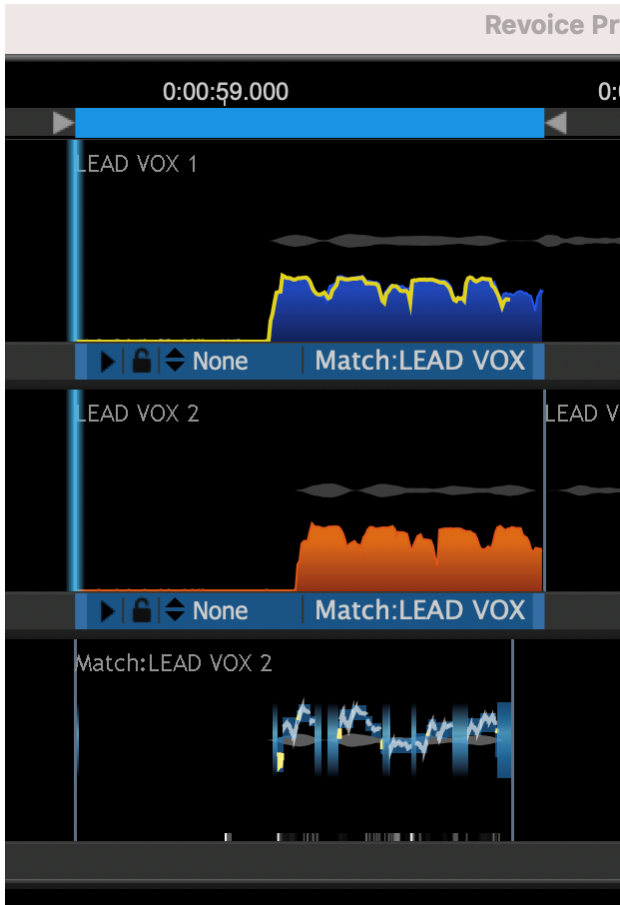 Revoice Pr
0:00:59.000
0:
LEAD VOX 1
None Match:LEAD VOX
LEAD VOX 2
LEAD V
None Match:LEAD VOX
Match:LEAD VOX 2